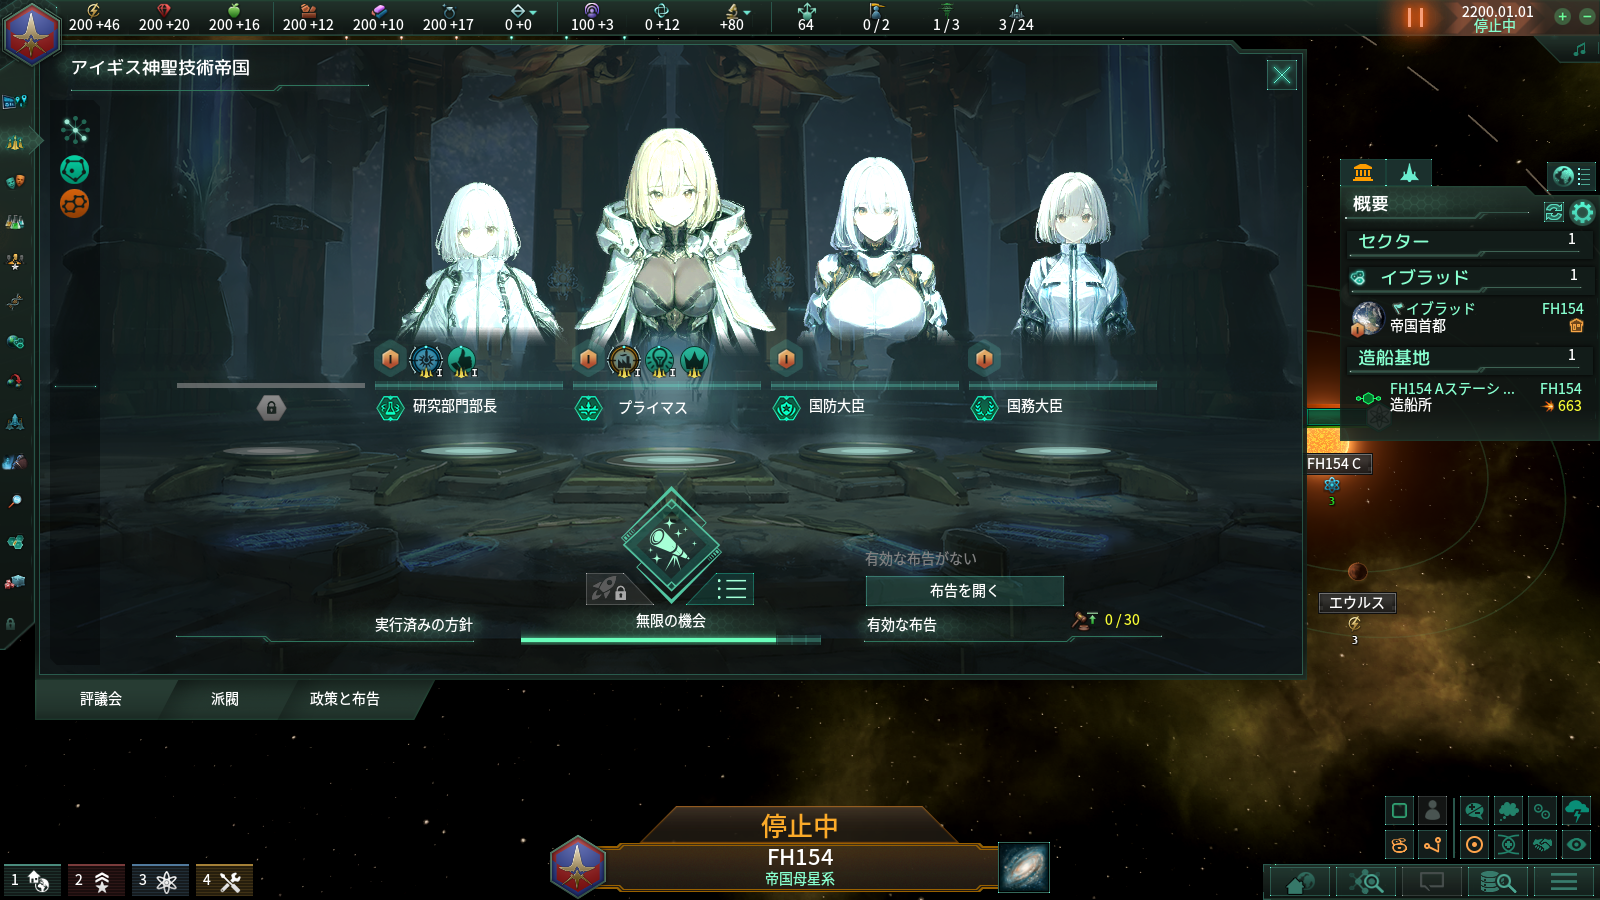 200 +46 200 +20 200 +16 200 +12 200 +10 200 +17 0 +0 100 +3 0 +12 +80 64 0 / 2 1 / 3 3 / 24
2200.01.01
停止中
アイギス神聖技術帝国
研究部門部長
プライマス
国防大臣
国務大臣
有効な布告がない
布告を開く
実行済みの方針
無限の機会
有効な布告
0 / 30
評議会
派閥
政策と布告
概要
セクター 1
イブラッド 1
イブラッド FH154
帝国首都
造船基地 1
FH154 Aステーシ... FH154
造船所 663
FH154 C
3
エウルス
3
停止中
FH154
帝国母星系
1 2 3 4